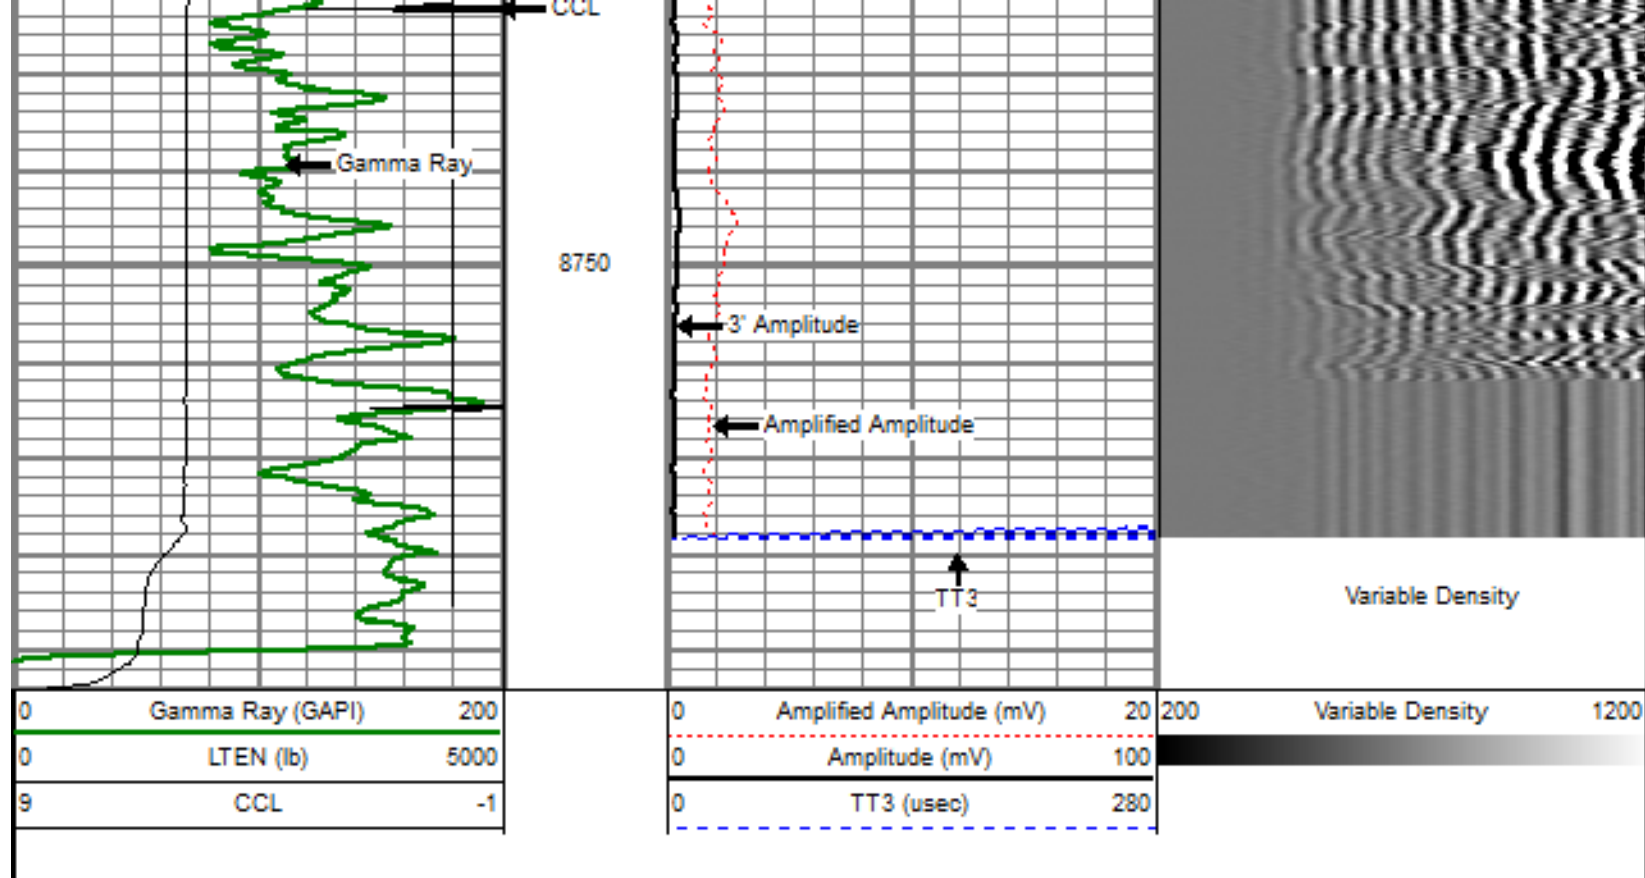 CCL
Gamma Ray
8750
3' Amplitude
Amplified Amplitude
TT3
Variable Density
0 Gamma Ray (GAPI) 200
0 LTEN (lb) 5000
9 CCL -1
0 Amplified Amplitude (mV) 20
0 Amplitude (mV) 100
0 TT3 (usec) 280
200 Variable Density 1200